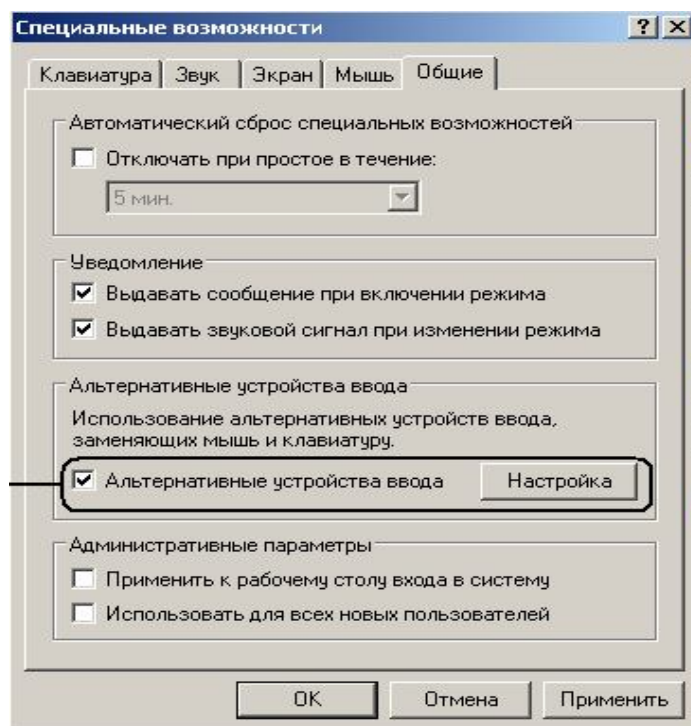 Специальные возможности
Клавиатура Звук Экран Мышь Общие
Автоматический сброс специальных возможностей
Отключать при простое в течение:
5 мин.
Уведомление
Выдавать сообщение при включении режима
Выдавать звуковой сигнал при изменении режима
Альтернативные устройства ввода
Использование альтернативных устройств ввода,
заменяющих мышь и клавиатуру.
Альтернативные устройства ввода Настройка
Административные параметры
Применить к рабочему столу входа в систему
Использовать для всех новых пользователей
OK Отмена Применить